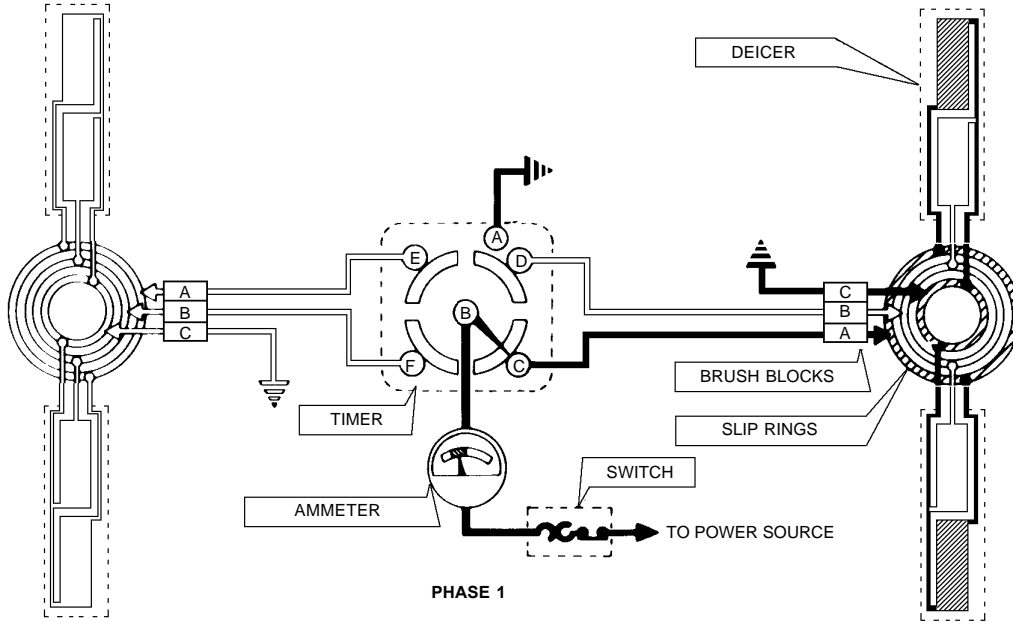 DEICER
A
E
D
A
B
C
B
F
C
C
B
A
BRUSH BLOCKS
TIMER
SLIP RINGS
SWITCH
AMMETER
TO POWER SOURCE
PHASE 1